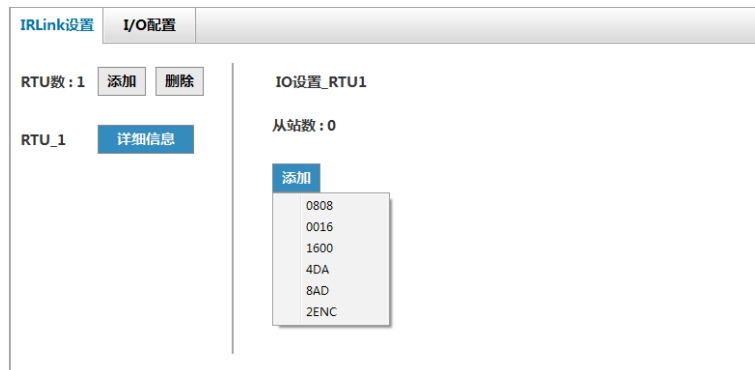 IRLink设置 I/O配置
RTU数 : 1 添加 删除
RTU_1 详细信息
IO设置_RTU1
从站数 : 0
添加
0808
0016
1600
4DA
8AD
2ENC